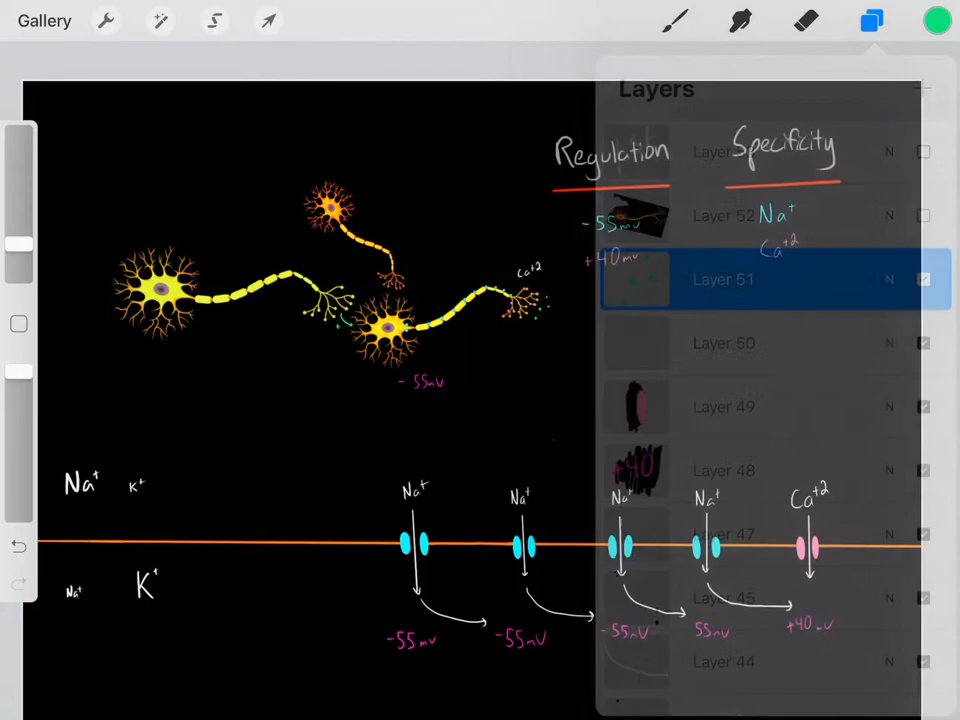 Gallery
Layers
Regulation Specificity
Layer N
Layer 52 N
-55mv Na⁺
+40mv Ca⁺²
Layer 51 N
Ca⁺²
+
Layer 50 N
-55mV
Layer 49 N
+40
Layer 48 N
Na⁺ K⁺
Na⁺ Na⁺ Na⁺ Na⁺ Ca⁺²
Layer 47 N
Na⁺ K⁺
Layer 45 N
-55mv -55mV -55mV 55mv +40mV
Layer 44 N